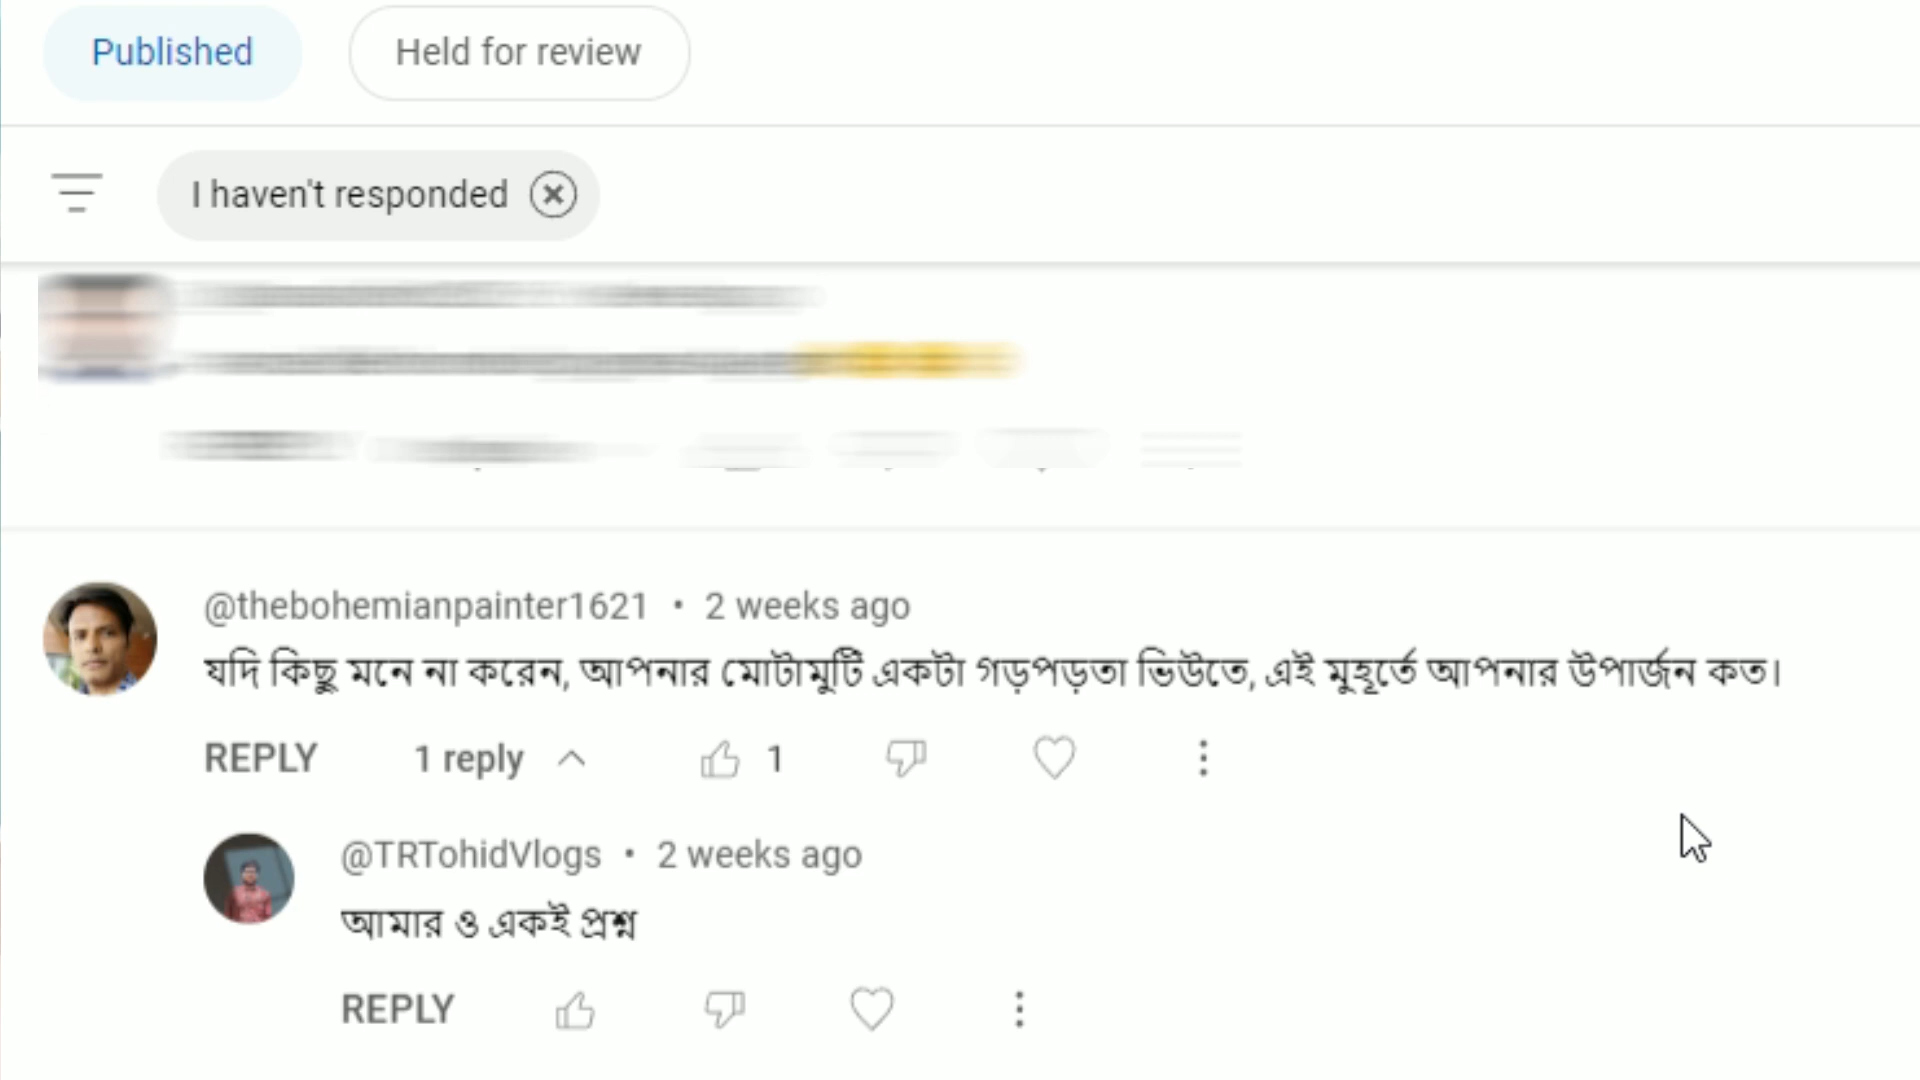 Published Held for review
I haven't responded
@thebohemianpainter1621 • 2 weeks ago
যদি কিছু মনে না করেন, আপনার মোটামুটি একটা গড়পড়তা ভিউতে, এই মুহূর্তে আপনার উপার্জন কত।
REPLY 1 reply 1
@TRTohidVlogs • 2 weeks ago
আমার ও একই প্রশ্ন
REPLY